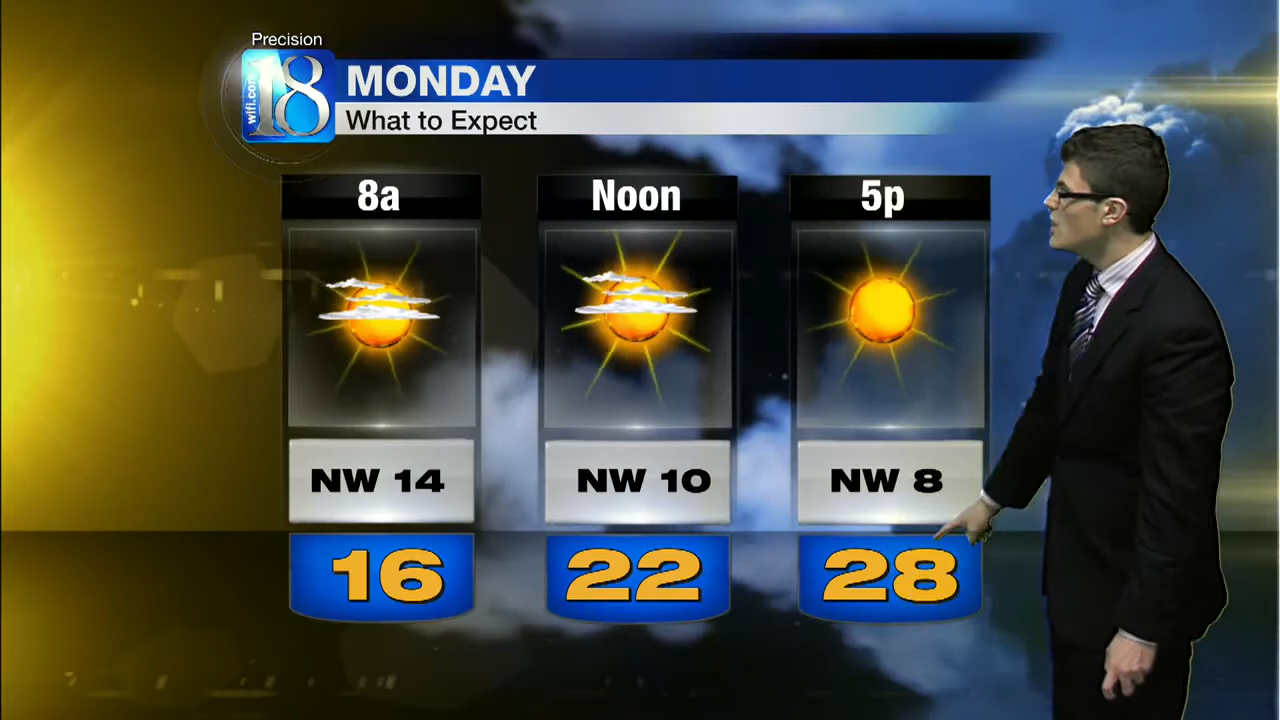 Precision
wlfi.com
18
MONDAY
What to Expect
8a
Noon
5p
NW 14
NW 10
NW 8
16
22
28